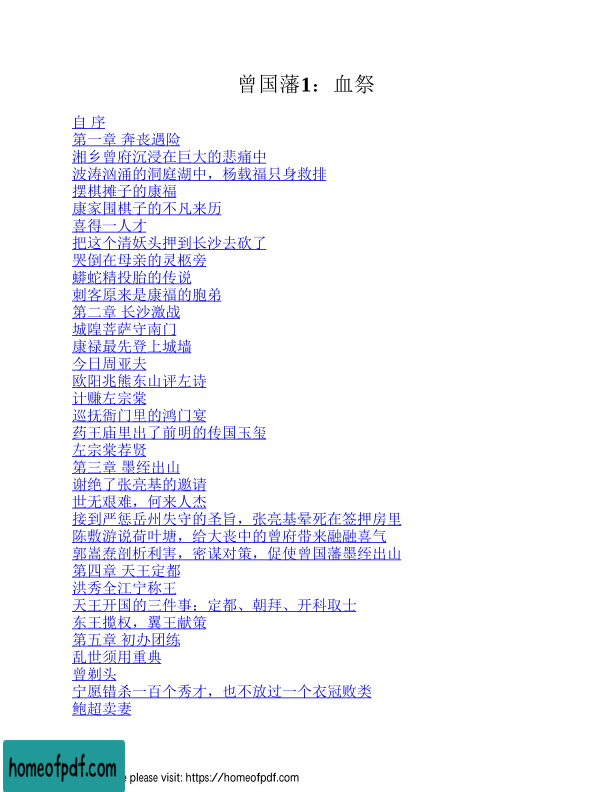 曾国藩1：血祭
自 序
第一章 奔丧遇险
湘乡曾府沉浸在巨大的悲痛中
波涛汹涌的洞庭湖中，杨载福只身救排
摆棋摊子的康福
康家围棋子的不凡来历
喜得一人才
把这个清妖头押到长沙去砍了
哭倒在母亲的灵柩旁
蟒蛇精投胎的传说
刺客原来是康福的胞弟
第二章 长沙激战
城隍菩萨守南门
康禄最先登上城墙
今日周亚夫
欧阳兆熊东山评左诗
计赚左宗棠
巡抚衙门里的鸿门宴
药王庙里出了前明的传国玉玺
左宗棠荐贤
第三章 墨绖出山
谢绝了张亮基的邀请
世无艰难，何来人杰
接到严惩岳州失守的圣旨，张亮基晕死在签押房里
陈敷游说荷叶塘，给大丧中的曾府带来融融喜气
郭嵩焘剖析利害，密谋对策，促使曾国藩墨绖出山
第四章 天王定都
洪秀全江宁称王
天王开国的三件事：定都、朝拜、开科取士
东王揽权，翼王献策
第五章 初办团练
乱世须用重典
曾剃头
宁愿错杀一百个秀才，也不放过一个衣冠败类
鲍超卖妻
homeofpdf.com
e please visit: https://homeofpdf.com